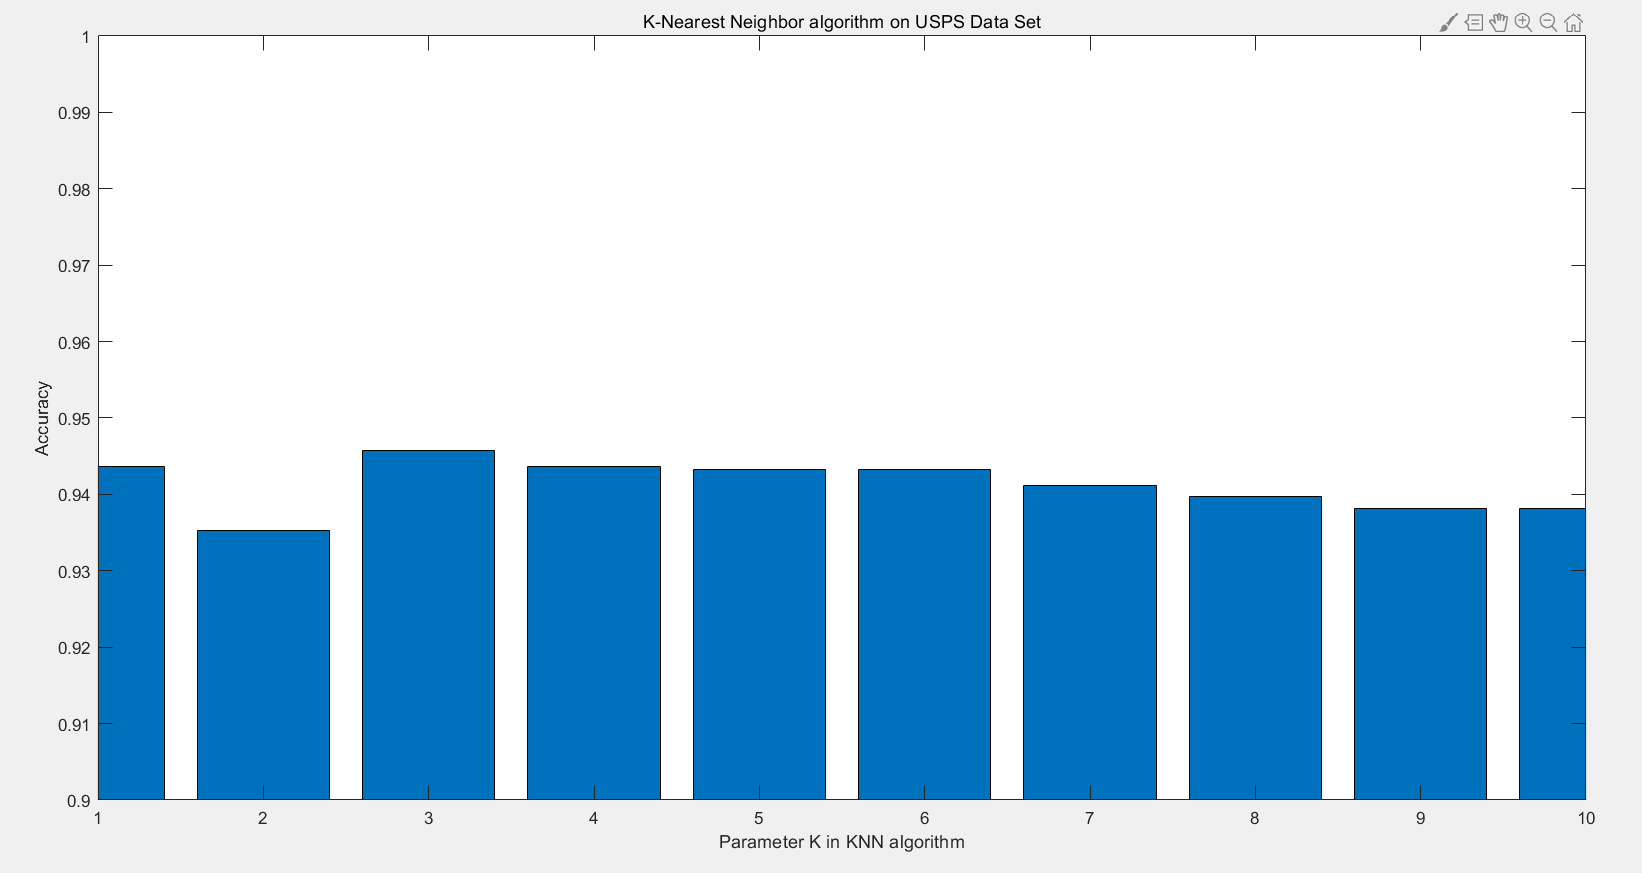 K-Nearest Neighbor algorithm on USPS Data Set
1
0.99
0.98
0.97
0.96
0.95
0.94
0.93
0.92
0.91
0.9
Accuracy
1 2 3 4 5 6 7 8 9 10
Parameter K in KNN algorithm